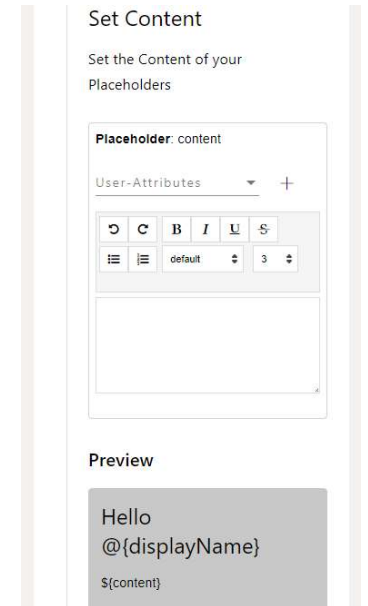 Set Content
Set the Content of your
Placeholders
Placeholder: content
User-Attributes
B I U S
default 3
Preview
Hello
@{displayName}
${content}